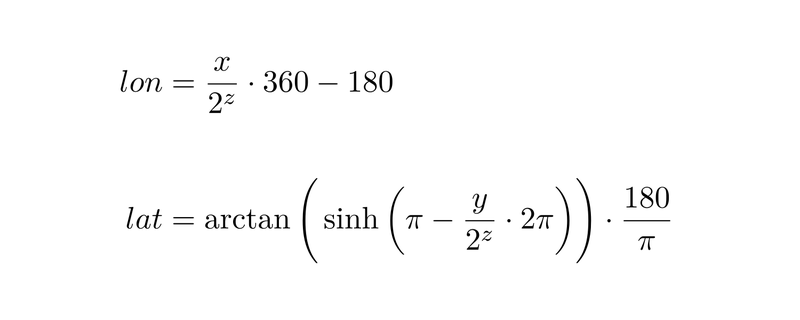 lon = x/2^z · 360 − 180
lat = arctan(sinh(π − y/2^z · 2π)) · 180/π